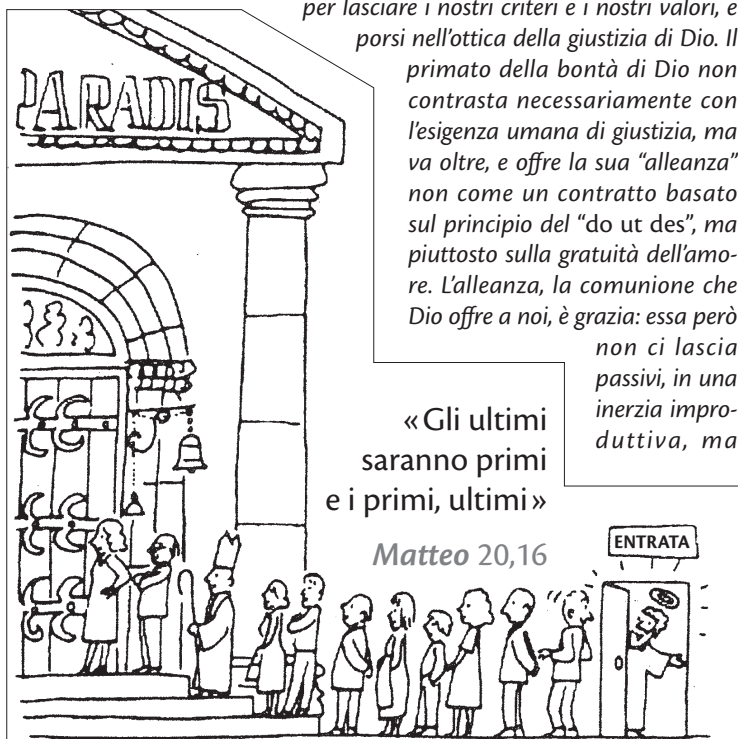 per lasciare i nostri criteri e i nostri valori, e
porsi nell'ottica della giustizia di Dio. Il
primato della bontà di Dio non
contrasta necessariamente con
l'esigenza umana di giustizia, ma
va oltre, e offre la sua "alleanza"
non come un contratto basato
sul principio del "do ut des", ma
piuttosto sulla gratuità dell'amo-
re. L'alleanza, la comunione che
Dio offre a noi, è grazia: essa però
non ci lascia
passivi, in una
inerzia impro-
duttiva, ma
PARADIS
«Gli ultimi
saranno primi
e i primi, ultimi»
Matteo 20,16
ENTRATA